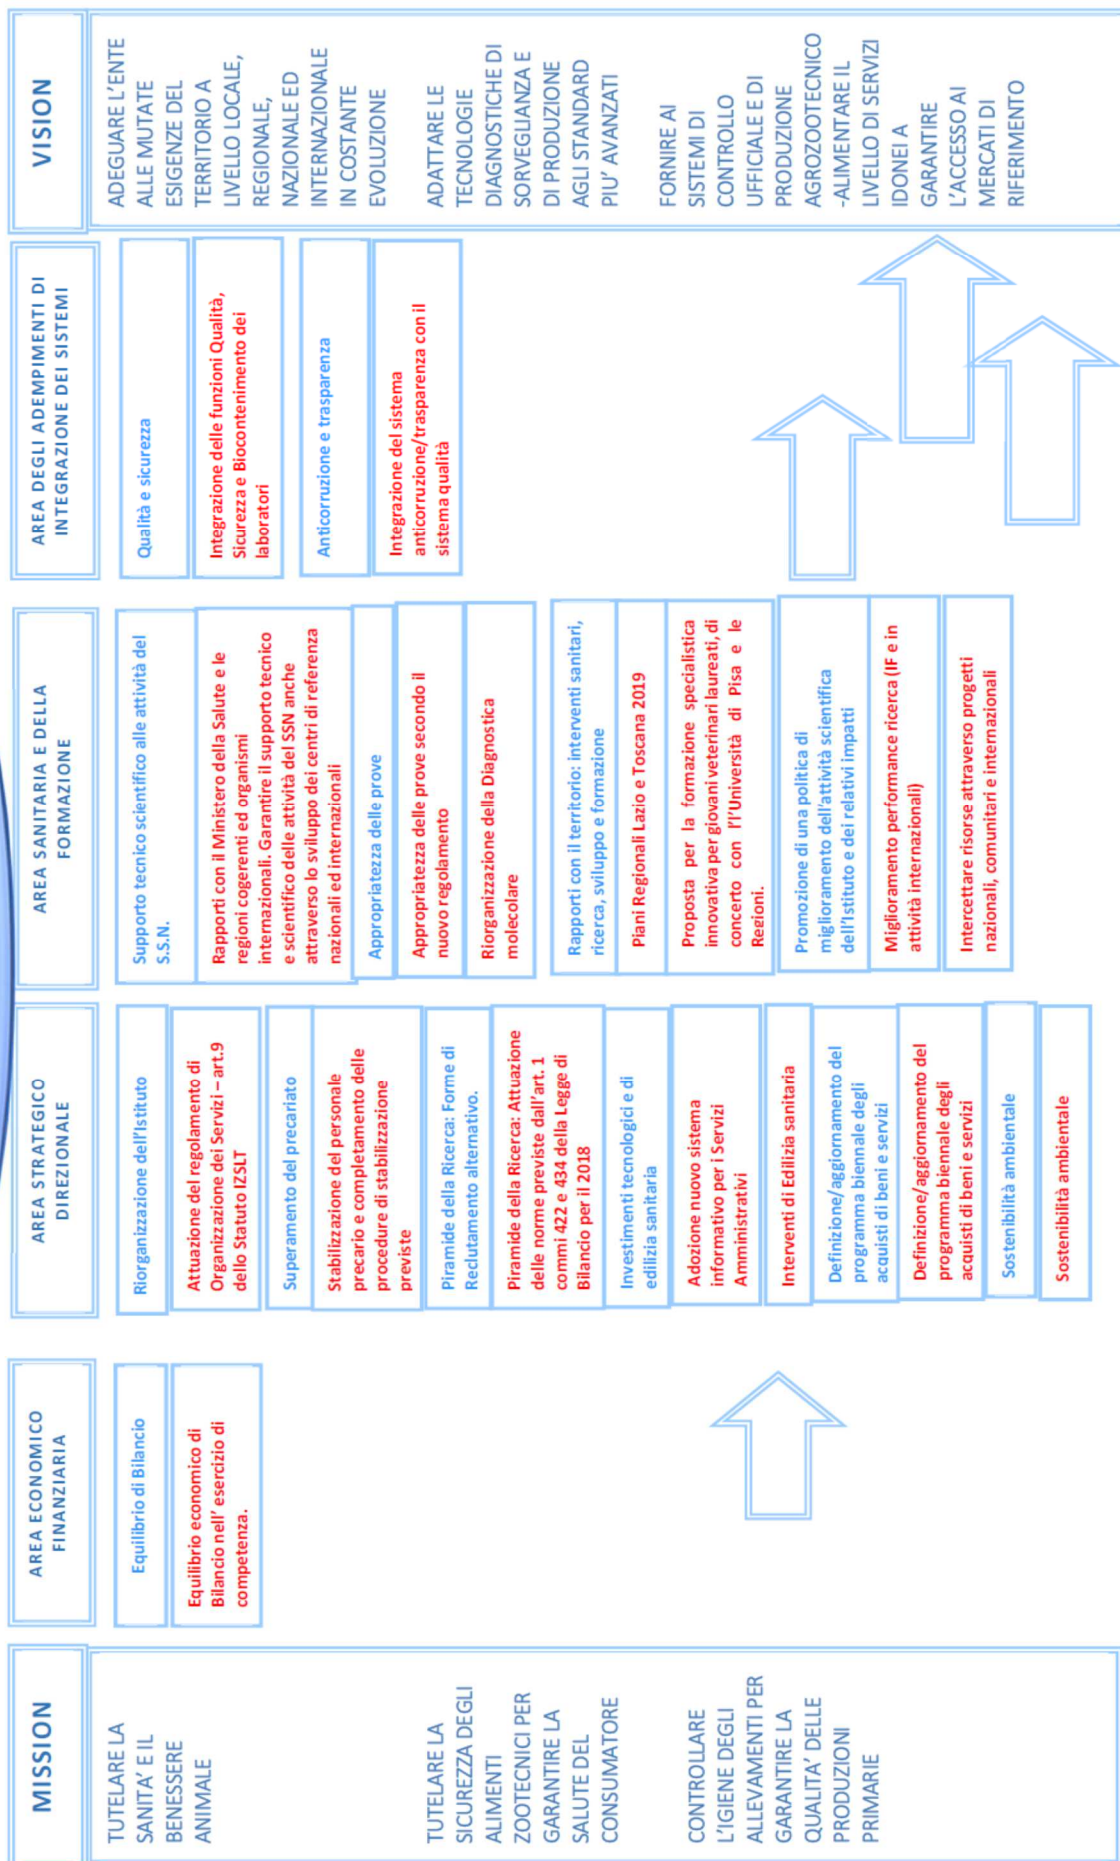 MISSION
TUTELARE LA
SANITA' E IL
BENESSERE
ANIMALE
TUTELARE LA
SICUREZZA DEGLI
ALIMENTI
ZOOTECNICI PER
GARANTIRE LA
SALUTE DEL
CONSUMATORE
CONTROLLARE
L'IGIENE DEGLI
ALLEVAMENTI PER
GARANTIRE LA
QUALITA' DELLE
PRODUZIONI
PRIMARIE
AREA ECONOMICO
FINANZIARIA
Equilibrio di Bilancio
Equilibrio economico di
Bilancio nell' esercizio di
competenza.
AREA STRATEGICO
DIREZIONALE
Riorganizzazione dell'Istituto
Attuazione del regolamento di
Organizzazione dei Servizi – art.9
dello Statuto IZSLT
Superamento del precariato
Stabilizzazione del personale
precario e completamento delle
procedure di stabilizzazione
previste
Piramide della Ricerca: Forme di
Reclutamento alternativo.
Piramide della Ricerca: Attuazione
delle norme previste dall'art. 1
commi 422 e 434 della Legge di
Bilancio per il 2018
Investimenti tecnologici e di
edilizia sanitaria
Adozione nuovo sistema
informativo per i Servizi
Amministrativi
Interventi di Edilizia sanitaria
Definizione/aggiornamento del
programma biennale degli
acquisti di beni e servizi
Definizione/aggiornamento del
programma biennale degli
acquisti di beni e servizi
Sostenibilità ambientale
Sostenibilità ambientale
AREA SANITARIA E DELLA
FORMAZIONE
Supporto tecnico scientifico alle attività del
S.S.N.
Rapporti con il Ministero della Salute e le
regioni cogerenti ed organismi
internazionali. Garantire il supporto tecnico
e scientifico delle attività del SSN anche
attraverso lo sviluppo dei centri di referenza
nazionali ed internazionali
Appropriatezza delle prove
Appropriatezza delle prove secondo il
nuovo regolamento
Riorganizzazione della Diagnostica
molecolare
Rapporti con il territorio: interventi sanitari,
ricerca, sviluppo e formazione
Piani Regionali Lazio e Toscana 2019
Proposta per la formazione specialistica
innovativa per giovani veterinari laureati, di
concerto con l'l'Università di Pisa e le
Regioni.
Promozione di una politica di
miglioramento dell'attività scientifica
dell'Istituto e dei relativi impatti
Miglioramento performance ricerca (IF e in
attività internazionali)
Intercettare risorse attraverso progetti
nazionali, comunitari e internazionali
AREA DEGLI ADEMPIMENTI DI
INTEGRAZIONE DEI SISTEMI
Qualità e sicurezza
Integrazione delle funzioni Qualità,
Sicurezza e Biocontenimento dei
laboratori
Anticorruzione e trasparenza
Integrazione del sistema
anticorruzione/trasparenza con il
sistema qualità
VISION
ADEGUARE L'ENTE
ALLE MUTATE
ESIGENZE DEL
TERRITORIO A
LIVELLO LOCALE,
REGIONALE,
NAZIONALE ED
INTERNAZIONALE
IN COSTANTE
EVOLUZIONE
ADATTARE LE
TECNOLOGIE
DIAGNOSTICHE DI
SORVEGLIANZA E
DI PRODUZIONE
AGLI STANDARD
PIU' AVANZATI
FORNIRE AI
SISTEMI DI
CONTROLLO
UFFICIALE E DI
PRODUZIONE
AGROZOOTECNICO
-ALIMENTARE IL
LIVELLO DI SERVIZI
IDONEI A
GARANTIRE
L'ACCESSO AI
MERCATI DI
RIFERIMENTO